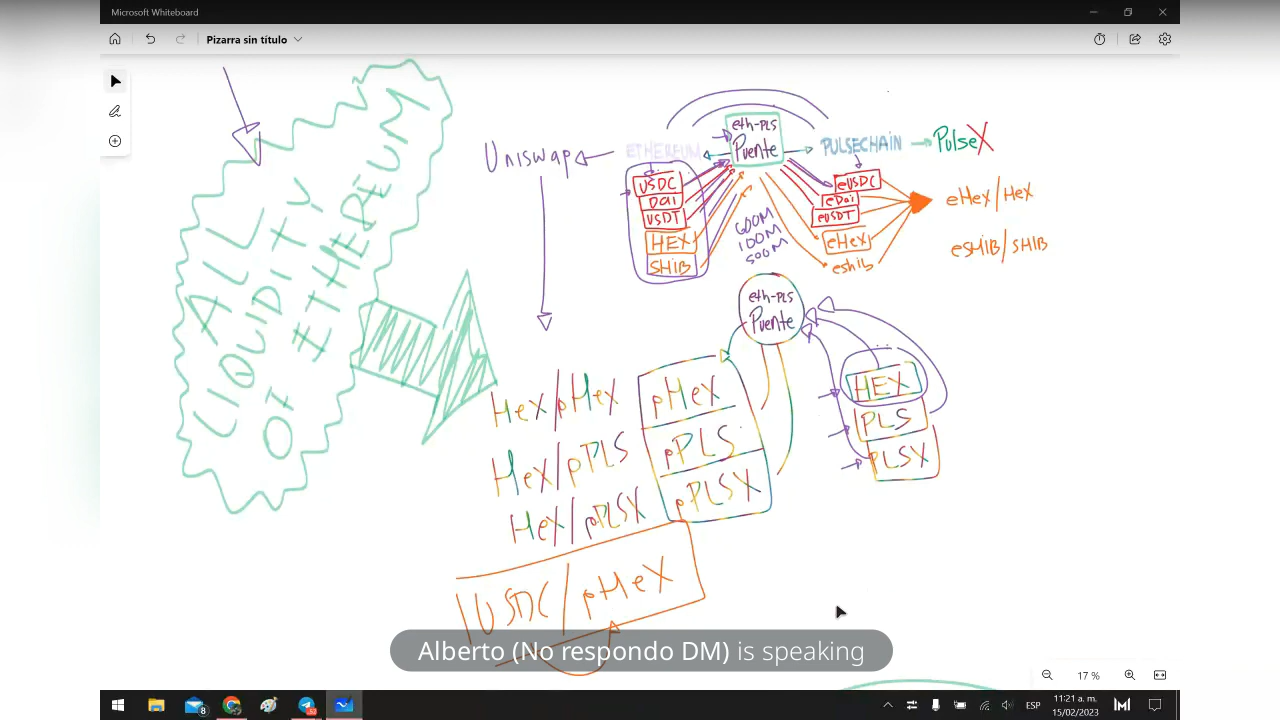 Microsoft Whiteboard
Pizarra sin título
ALL
LIQUIDITY
OF
ETHEREUM
Uniswap
ETHEREUM
eth-PLS
Puente
PULSECHAIN
PulseX
USDC
Dai
USDT
HEX
SHIB
600M
100M
500M
eUSDC
eDai
eUSDT
eHex
eshib
eHex/Hex
eSHIB/SHIB
eth-PLS
Puente
HEX
PLS
PLSX
Hex/pHex
Hex/pPLS
Hex/pPLSX
pHex
pPLS
pPLSX
USDC/pHeX
Alberto (No respondo DM) is speaking
17 %
8
ESP
11:21 a. m.
15/02/2023